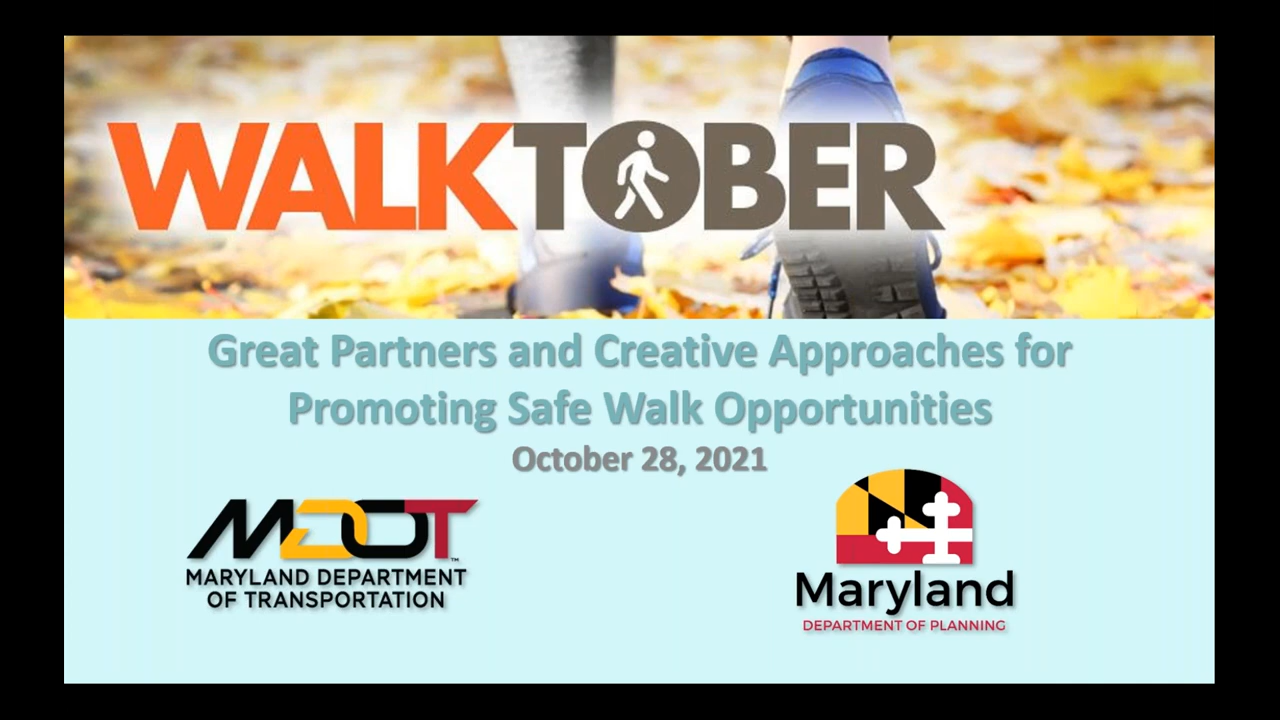 WALKTOBER
Great Partners and Creative Approaches for
Promoting Safe Walk Opportunities
October 28, 2021
MDOT™
MARYLAND DEPARTMENT
OF TRANSPORTATION
Maryland
DEPARTMENT OF PLANNING